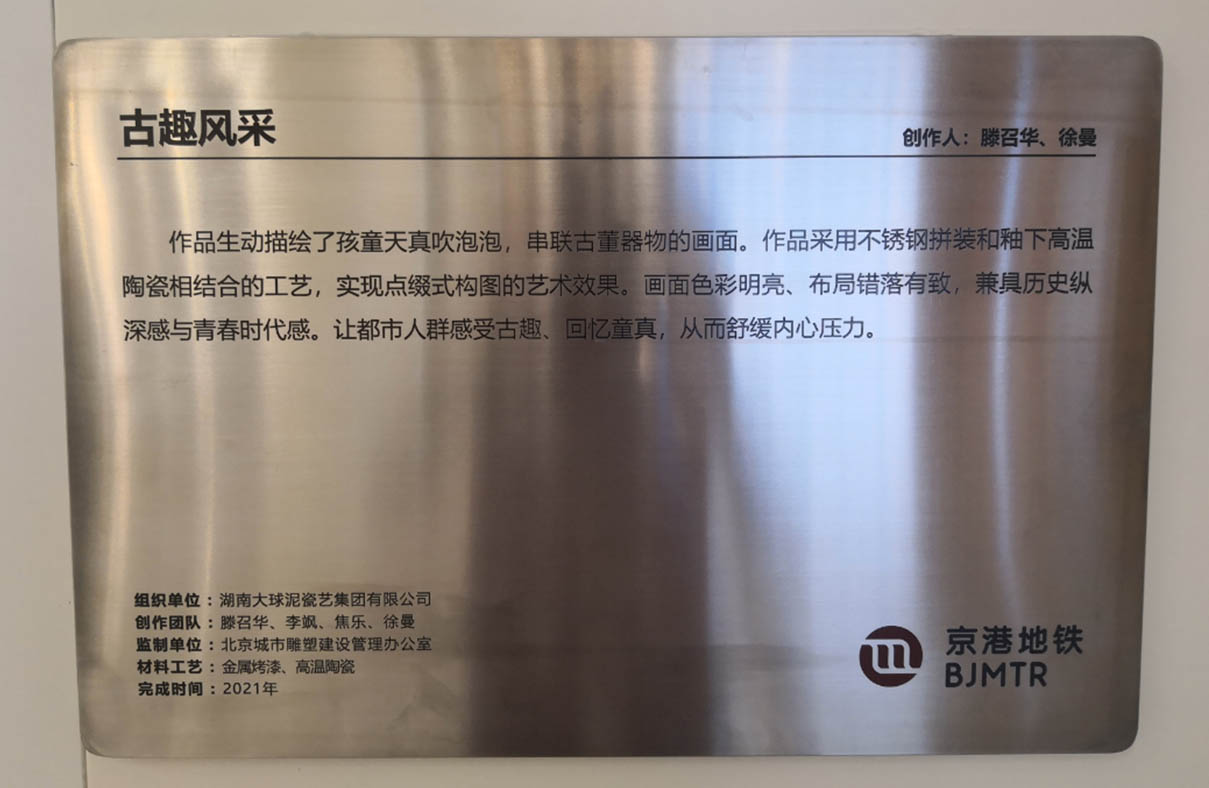 古趣风采
创作人：滕召华、徐曼
作品生动描绘了孩童天真吹泡泡，串联古董器物的画面。作品采用不锈钢拼装和釉下高温
陶瓷相结合的工艺，实现点缀式构图的艺术效果。画面色彩明亮、布局错落有致，兼具历史纵
深感与青春时代感。让都市人群感受古趣、回忆童真，从而舒缓内心压力。
组织单位：湖南大球泥瓷艺集团有限公司
创作团队：滕召华、李飒、焦乐、徐曼
监制单位：北京城市雕塑建设管理办公室
材料工艺：金属烤漆、高温陶瓷
完成时间：2021年
京港地铁
BJMTR